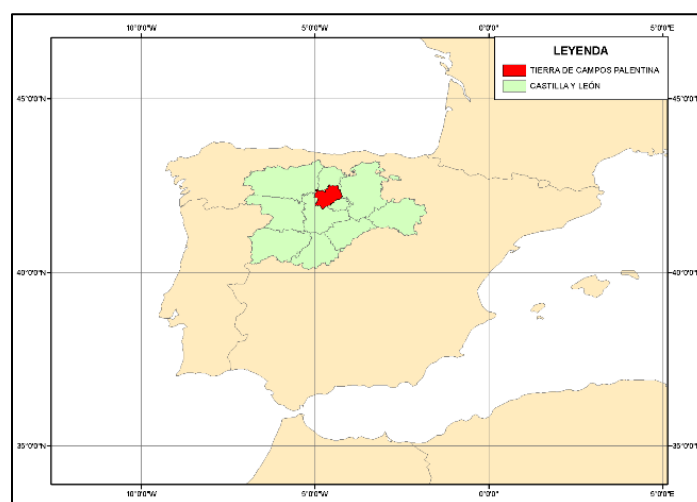 10°0'0"W 5°0'0"W 0°0'0" 5°0'0"E
LEYENDA
TIERRA DE CAMPOS PALENTINA
CASTILLA Y LEÓN
45°0'0"N 45°0'0"N
40°0'0"N 40°0'0"N
35°0'0"N 35°0'0"N
10°0'0"W 5°0'0"W 0°0'0" 5°0'0"E